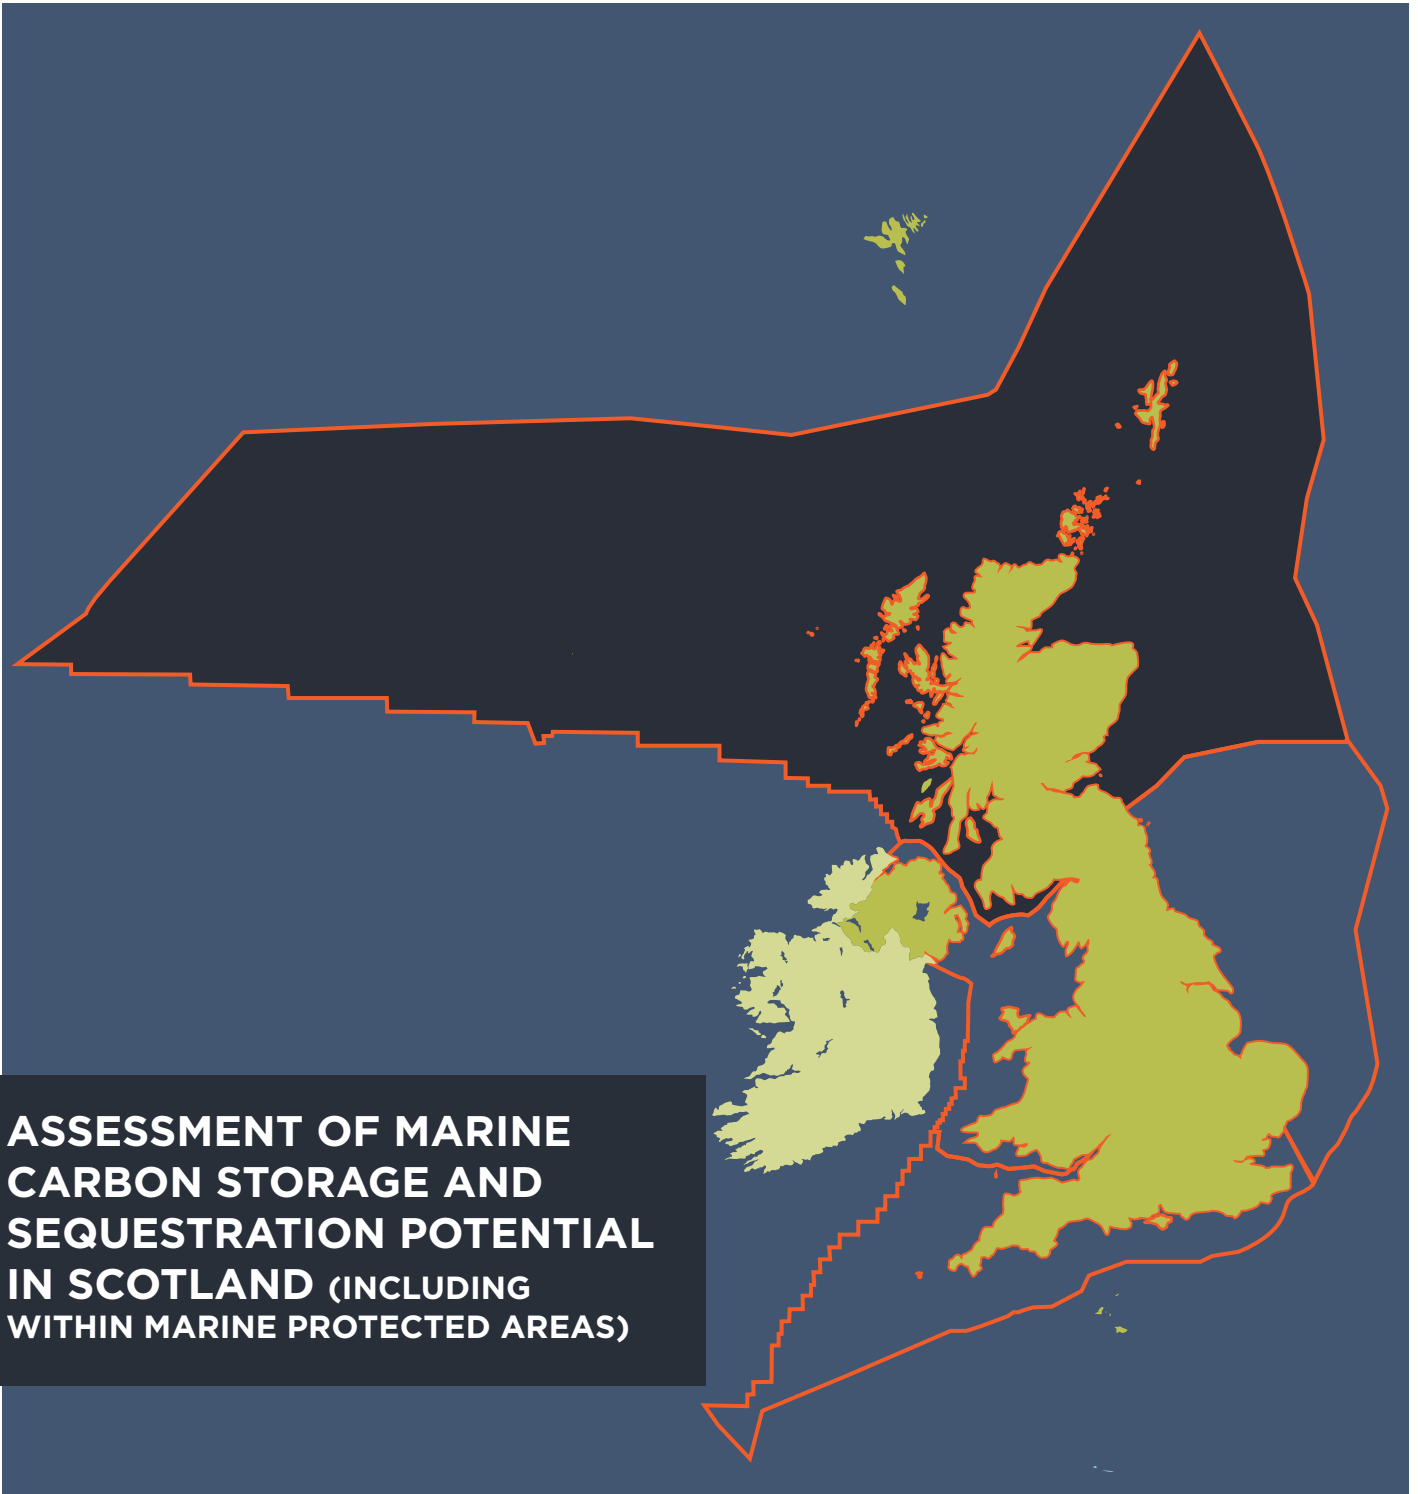 ASSESSMENT OF MARINE
CARBON STORAGE AND
SEQUESTRATION POTENTIAL
IN SCOTLAND (INCLUDING
WITHIN MARINE PROTECTED AREAS)